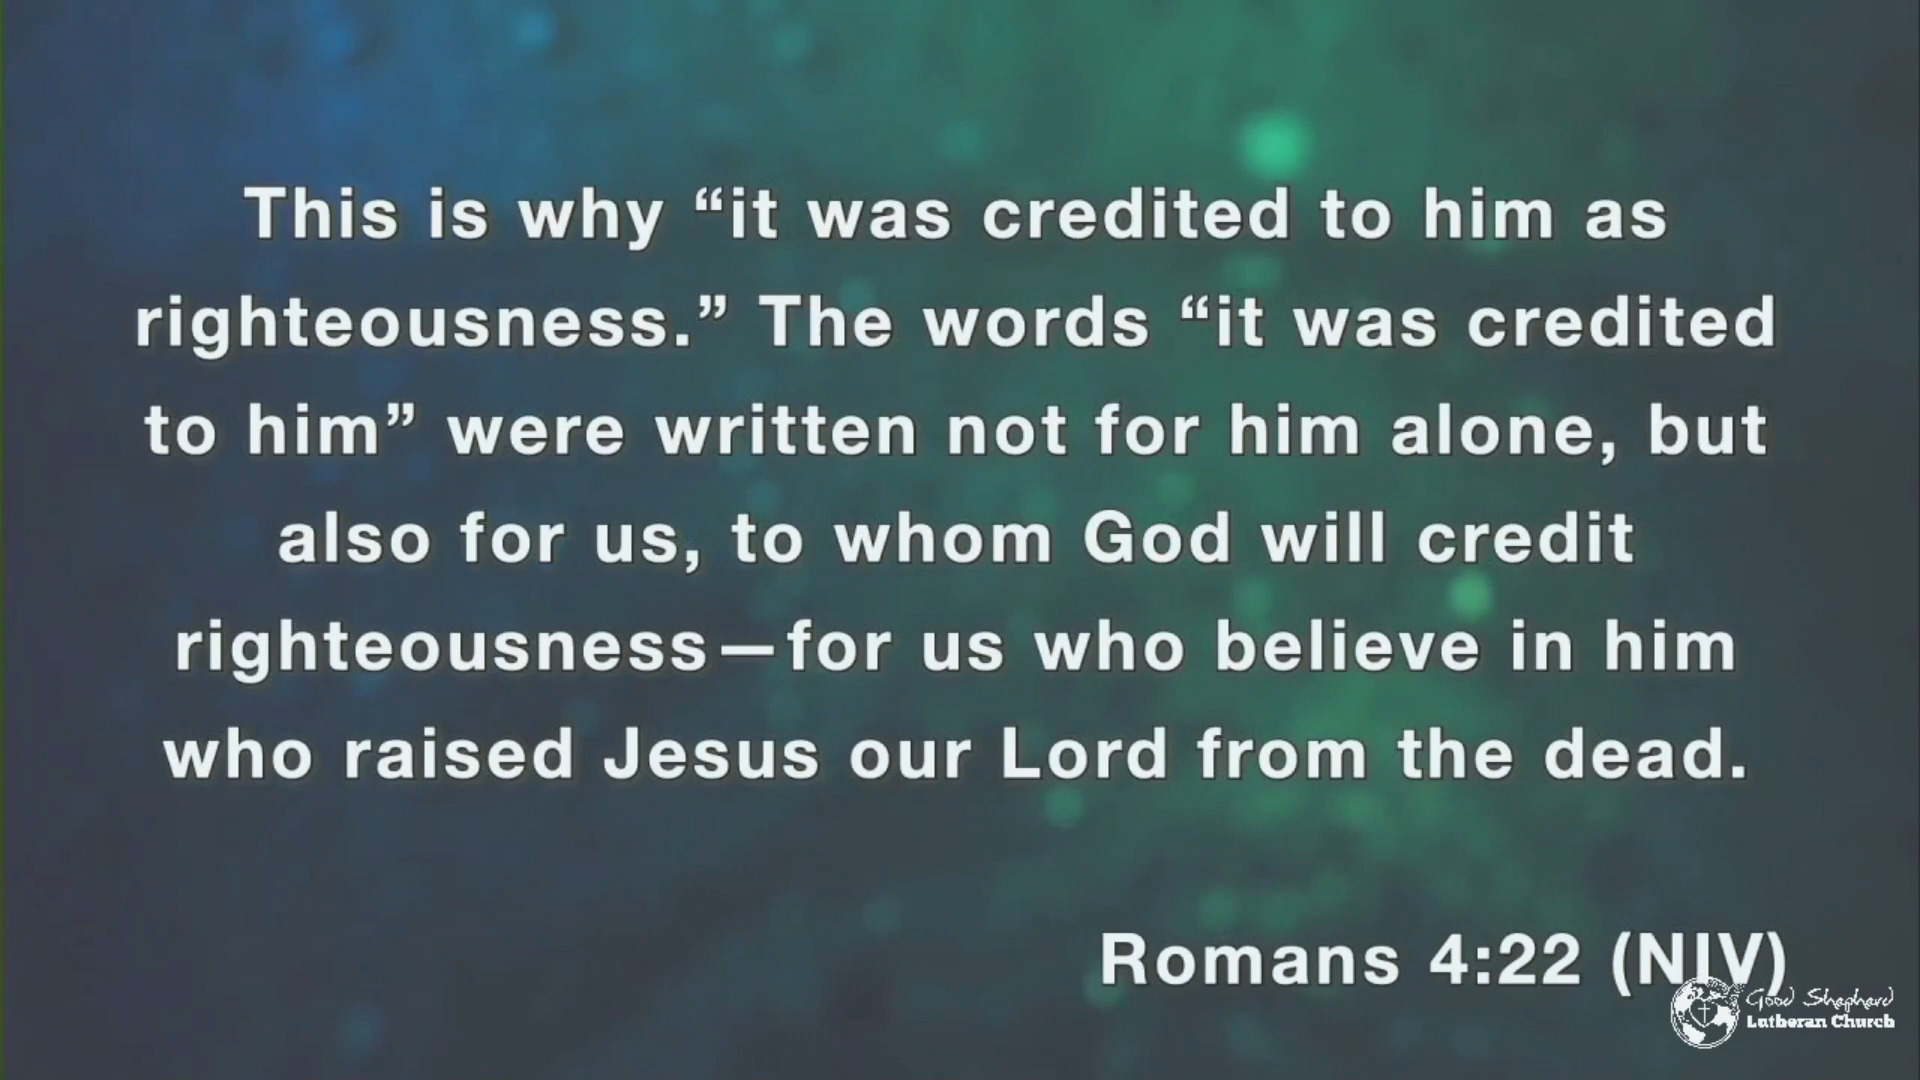 This is why “it was credited to him as
righteousness.” The words “it was credited
to him” were written not for him alone, but
also for us, to whom God will credit
righteousness—for us who believe in him
who raised Jesus our Lord from the dead.
Romans 4:22 (NIV)
Good Shepherd
Lutheran Church